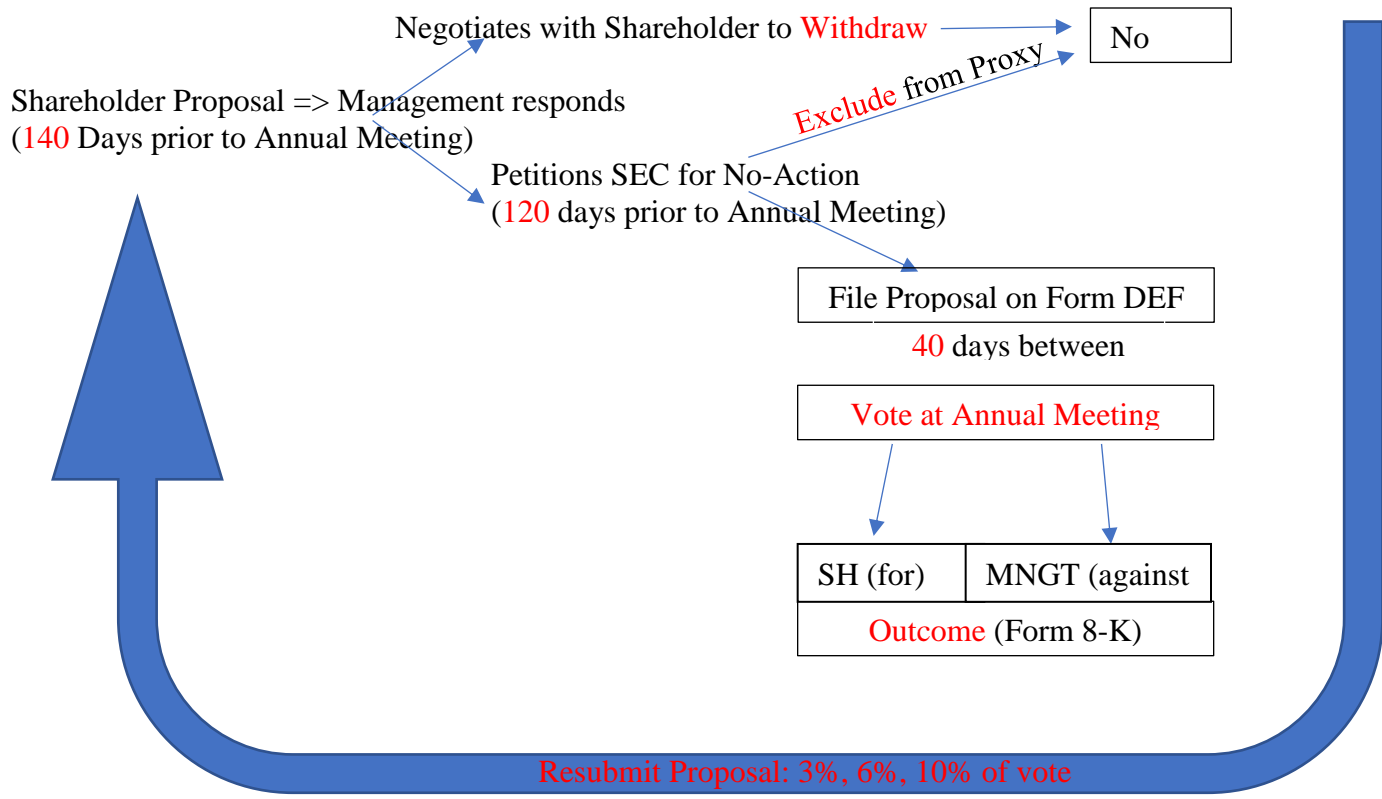 Negotiates with Shareholder to Withdraw
No
Exclude from Proxy
Shareholder Proposal => Management responds
(140 Days prior to Annual Meeting)
Petitions SEC for No-Action
(120 days prior to Annual Meeting)
File Proposal on Form DEF
40 days between
Vote at Annual Meeting
SH (for)
MNGT (against
Outcome (Form 8-K)
Resubmit Proposal: 3%, 6%, 10% of vote